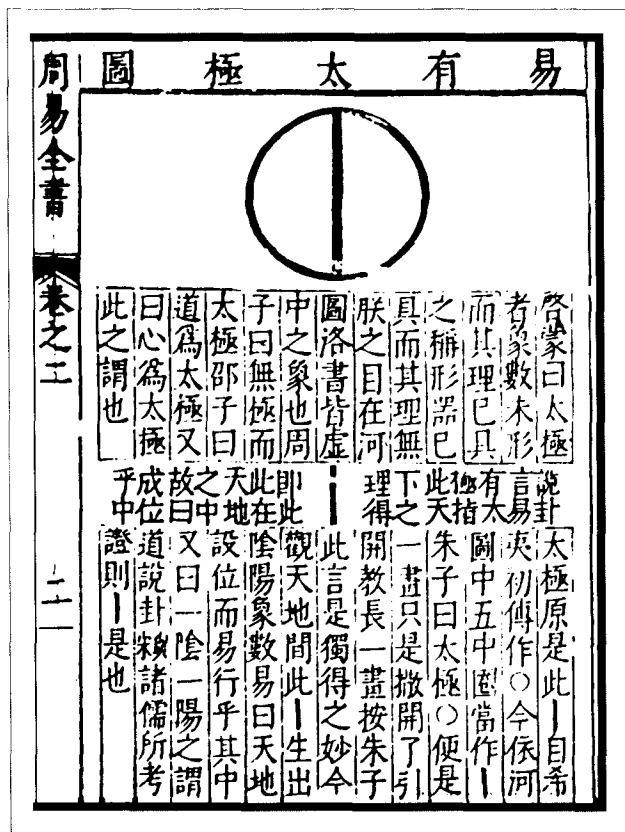 易有太極圖
啓蒙曰太極
者象數未形
而其理已具
之稱形器已
具而其理無
朕之目在河
圖洛書皆虛
中之象也周
子曰無極而
太極邵子曰
道爲太極又
曰心爲太極
此之謂也
說卦
言易
有太
極指
此天
下之
理得
即此
此在
天地
之中
故曰
成位
乎中
太極原是此丨自希
夷初傳作○今依河
圖中五中圈當作丨
朱子曰太極○便是
一畫只是撒開了引
開教長一畫按朱子
此言是獨得之妙今
觀天地間此丨生出
陰陽象數易曰天地
設位而易行乎其中
又曰一陰一陽之謂
道說卦諸儒所考
證則丨是也
周易全書
卷之二
二一